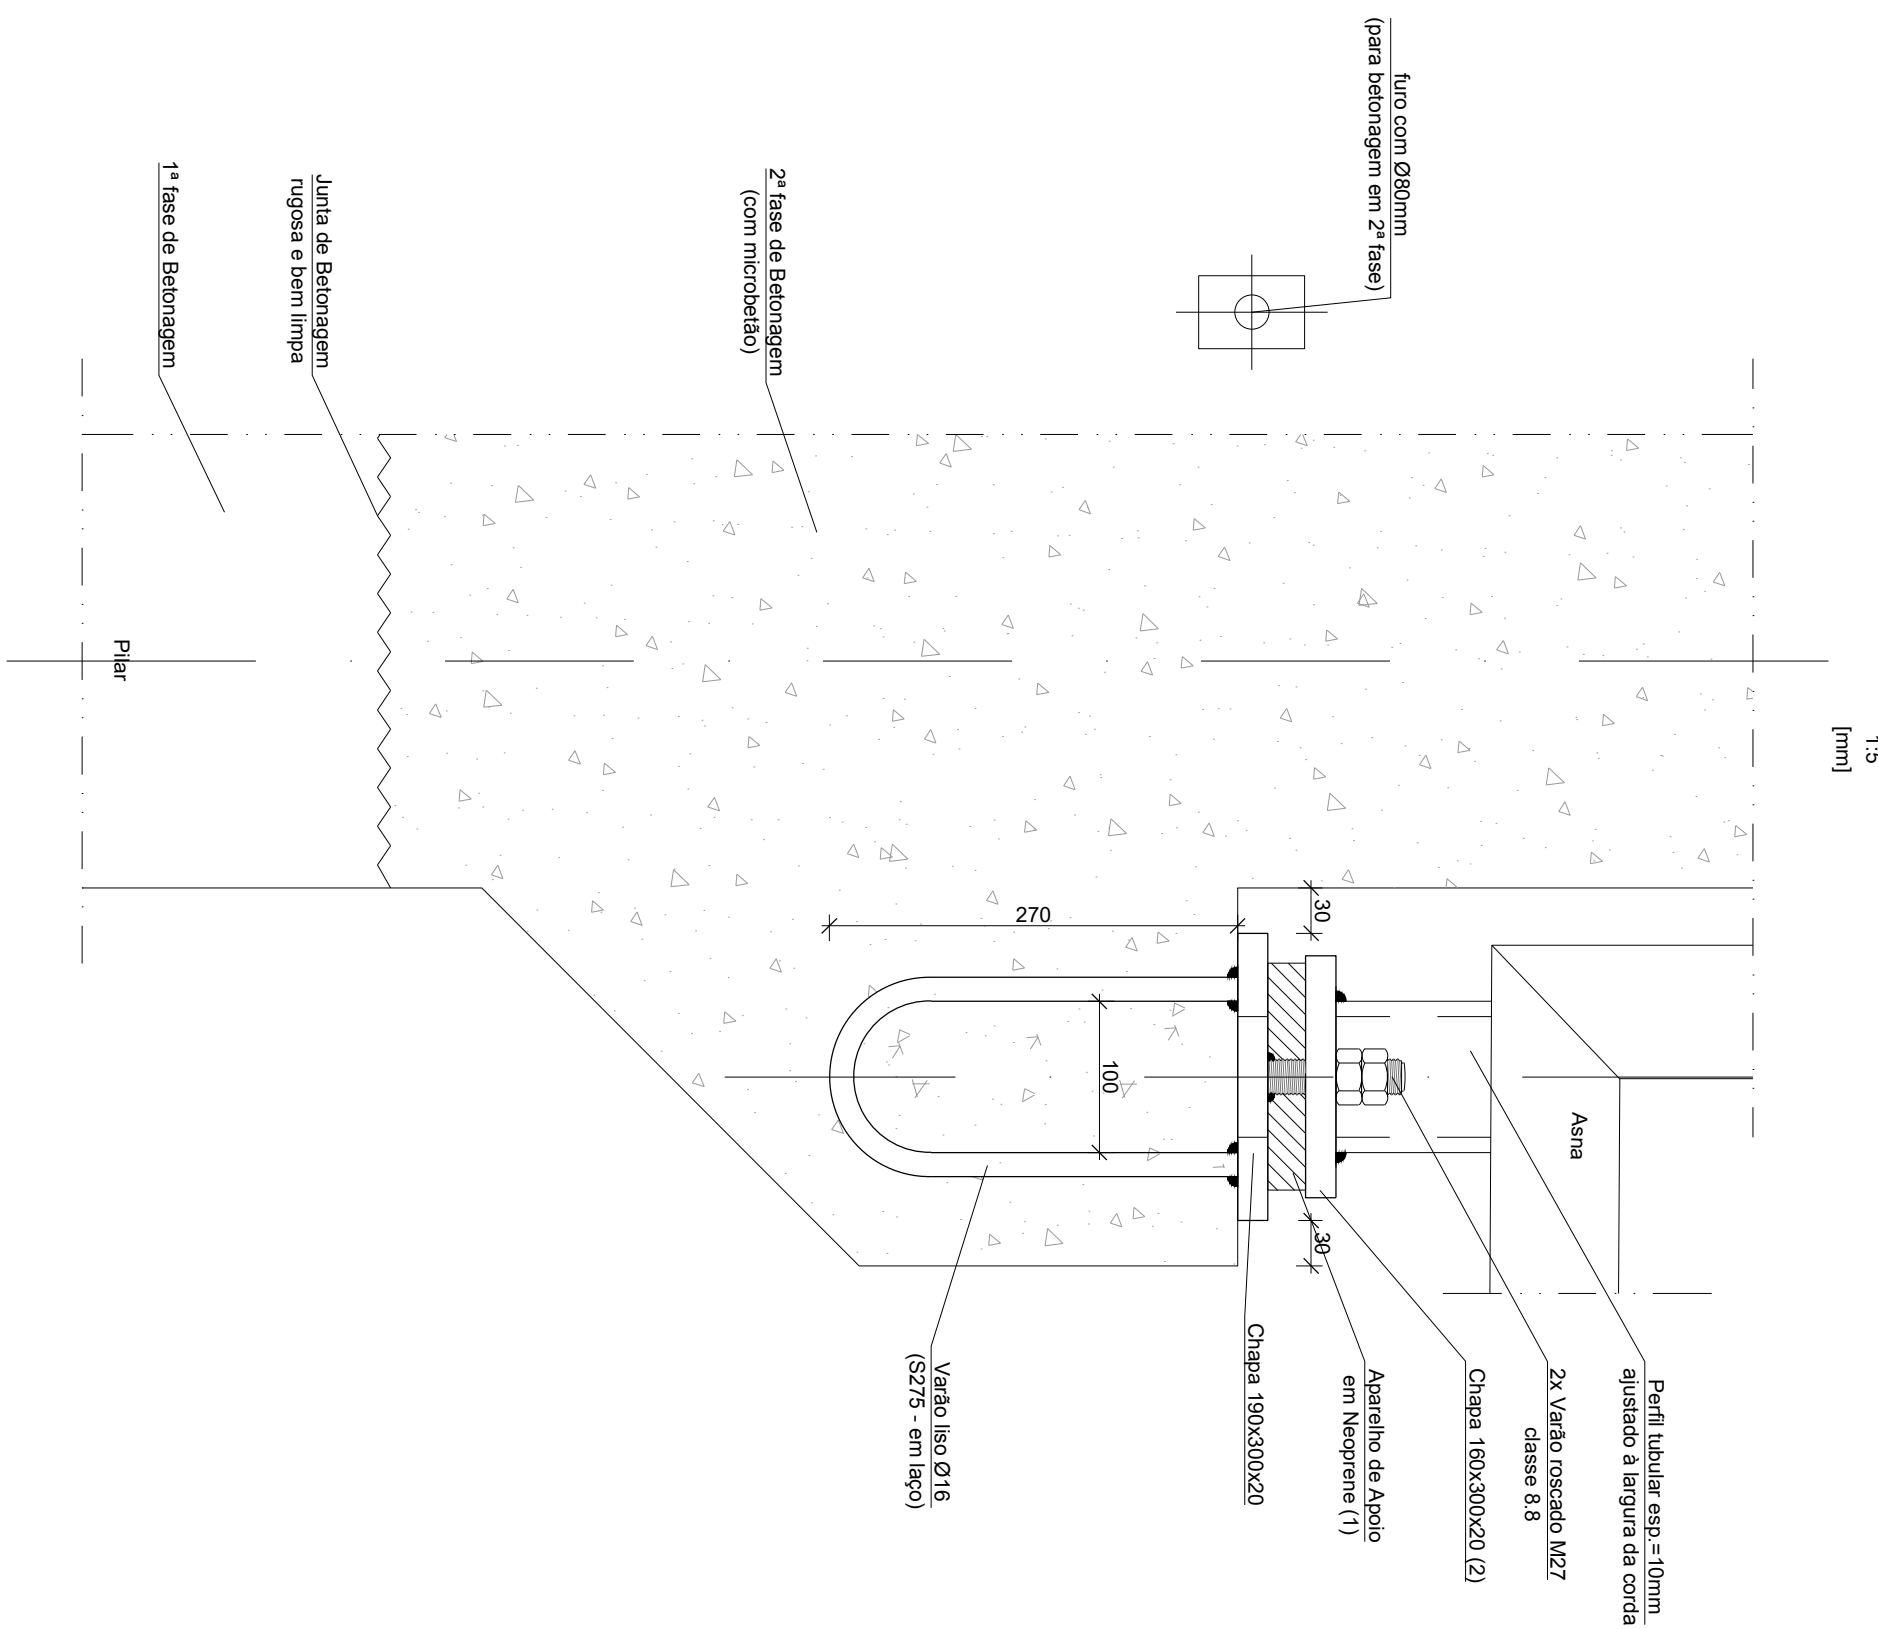 1:5
[mm]
furo com Ø80mm
(para betonagem em 2ª fase)
2ª fase de Betonagem
(com microbetão)
Junta de Betonagem
rugosa e bem limpa
1ª fase de Betonagem
Pilar
Asna
30
270
100
30
Perfil tubular esp.=10mm
ajustado à largura da corda
2x Varão roscado M27
classe 8.8
Chapa 160x300x20 (2)
Aparelho de Apoio
em Neoprene (1)
Chapa 190x300x20
Varão liso Ø16
(S275 - em laço)